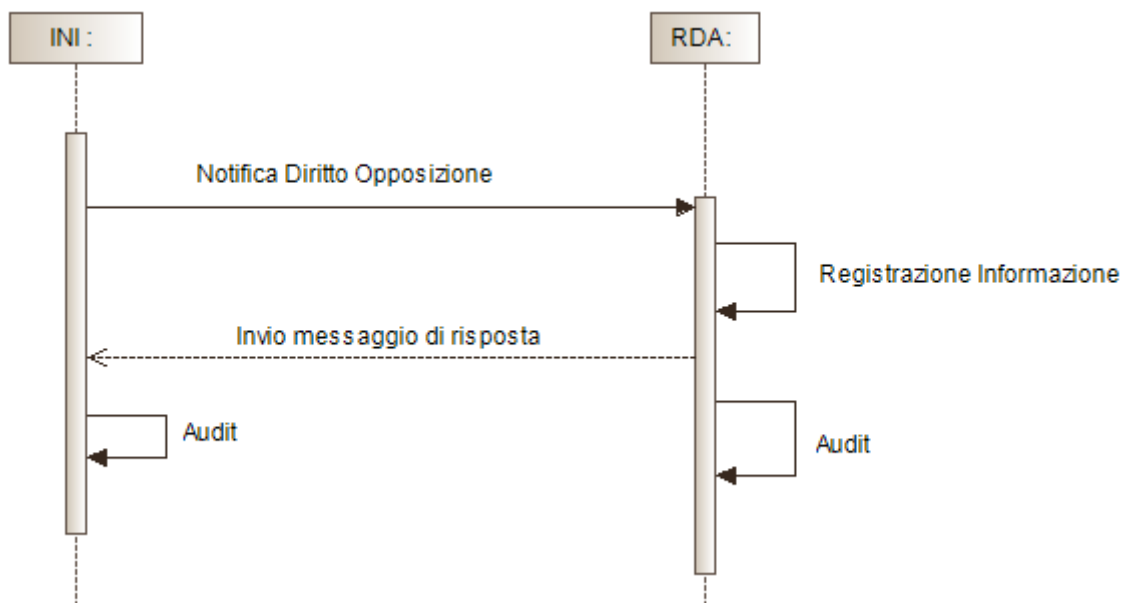 INI :
RDA:
Notifica Diritto Opposizione
Registrazione Informazione
Invio messaggio di risposta
Audit
Audit